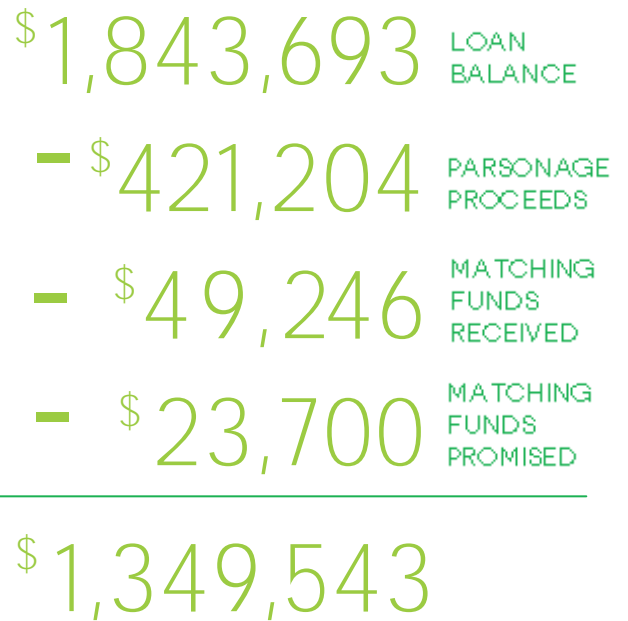 $1,843,693 LOAN BALANCE
- $421,204 PARSONAGE PROCEEDS
- $49,246 MATCHING FUNDS RECEIVED
- $23,700 MATCHING FUNDS PROMISED
$1,349,543